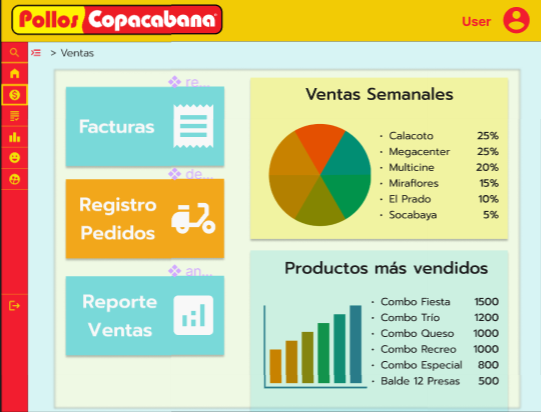 Pollos Copacabana
User
> Ventas
re...
Facturas
de...
Registro
Pedidos
an...
Reporte
Ventas
Ventas Semanales
· Calacoto 25%
· Megacenter 25%
· Multicine 20%
· Miraflores 15%
· El Prado 10%
· Socabaya 5%
Productos más vendidos
· Combo Fiesta 1500
· Combo Trío 1200
· Combo Queso 1000
· Combo Recreo 1000
· Combo Especial 800
· Balde 12 Presas 500